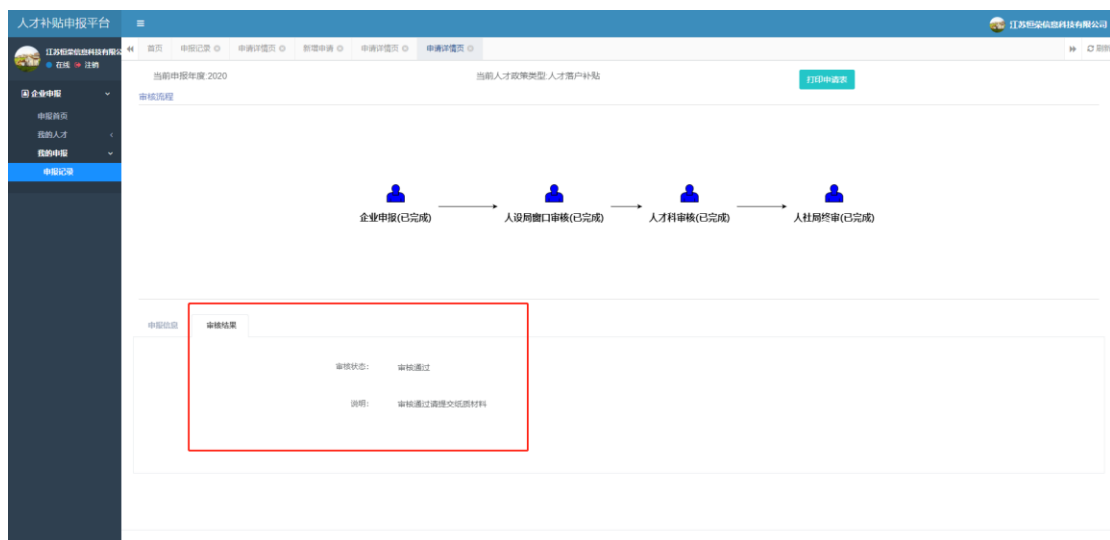 人才补贴申报平台
江苏恒荣信息科技有限公司
江苏恒荣信息科技有限公
在线 注销
首页 申报记录 申请详情页 新增申请 申请详情页 申请详情页
刷新
企业申报
申报首页
我的人才
我的申报
申报记录
当前申报年度:2020 当前人才政策类型:人才落户补贴 打印申请表
审核流程
企业申报(已完成) 人设局窗口审核(已完成) 人才科审核(已完成) 人社局终审(已完成)
申报信息 审核结果
审核状态: 审核通过
说明: 审核通过请提交纸质材料